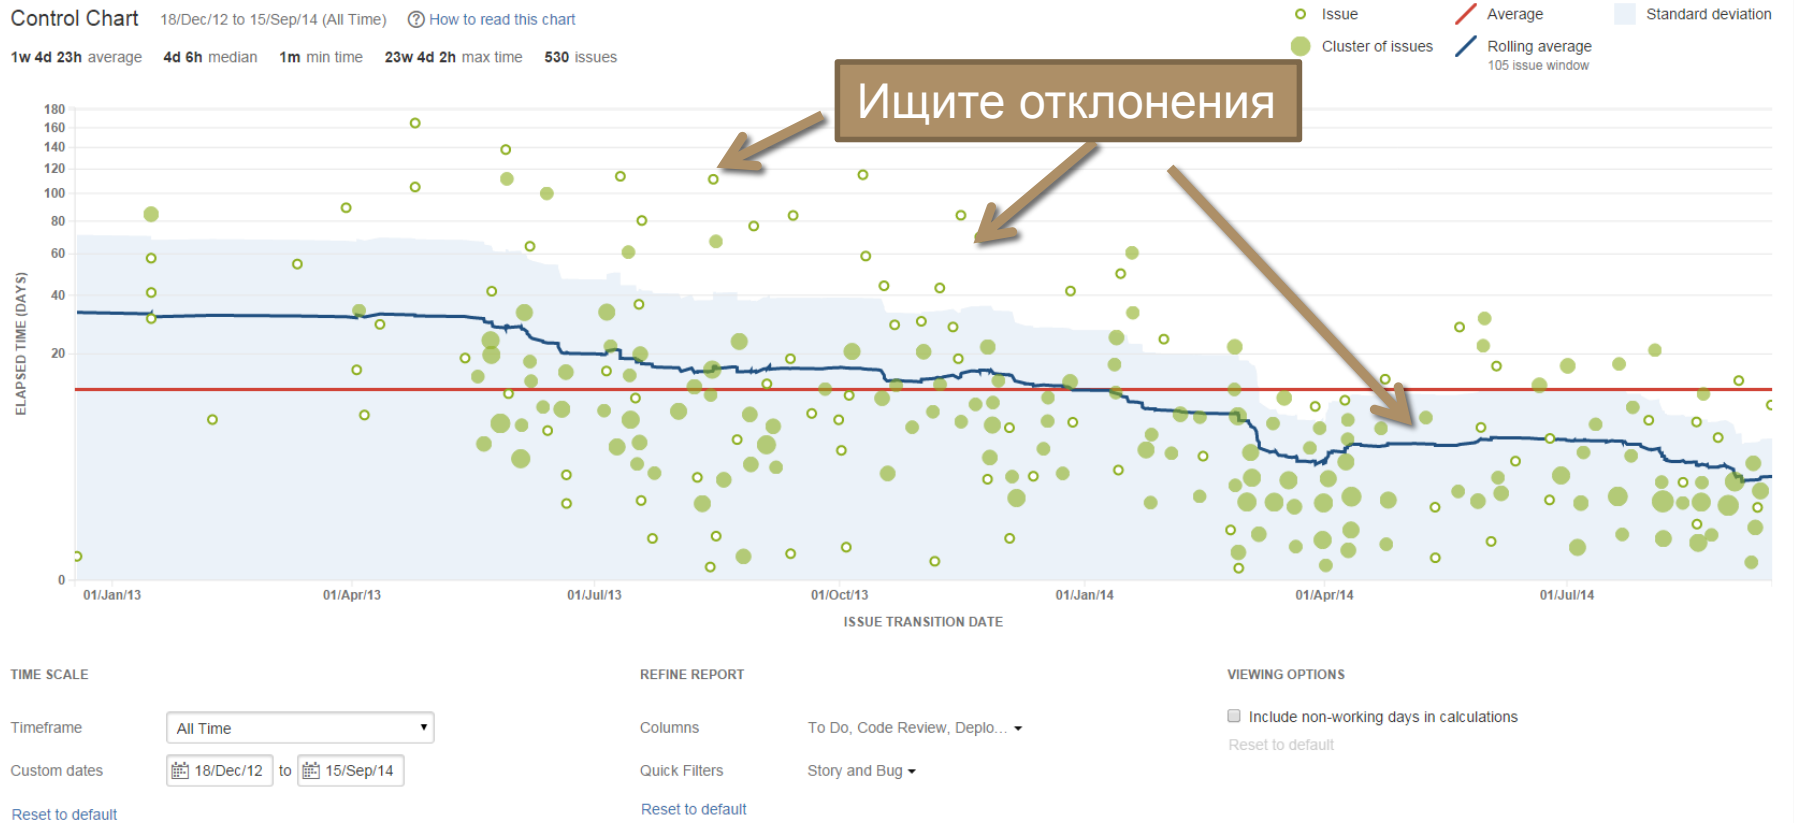 Control Chart 18/Dec/12 to 15/Sep/14 (All Time) ? How to read this chart
1w 4d 23h average 4d 6h median 1m min time 23w 4d 2h max time 530 issues
Issue Average Standard deviation
Cluster of issues Rolling average
105 issue window
Ищите отклонения
180
160
140
120
100
80
60
40
20
0
ELAPSED TIME (DAYS)
01/Jan/13 01/Apr/13 01/Jul/13 01/Oct/13 01/Jan/14 01/Apr/14 01/Jul/14
ISSUE TRANSITION DATE
TIME SCALE
Timeframe All Time
Custom dates 18/Dec/12 to 15/Sep/14
Reset to default
REFINE REPORT
Columns To Do, Code Review, Deplo...
Quick Filters Story and Bug
Reset to default
VIEWING OPTIONS
Include non-working days in calculations
Reset to default